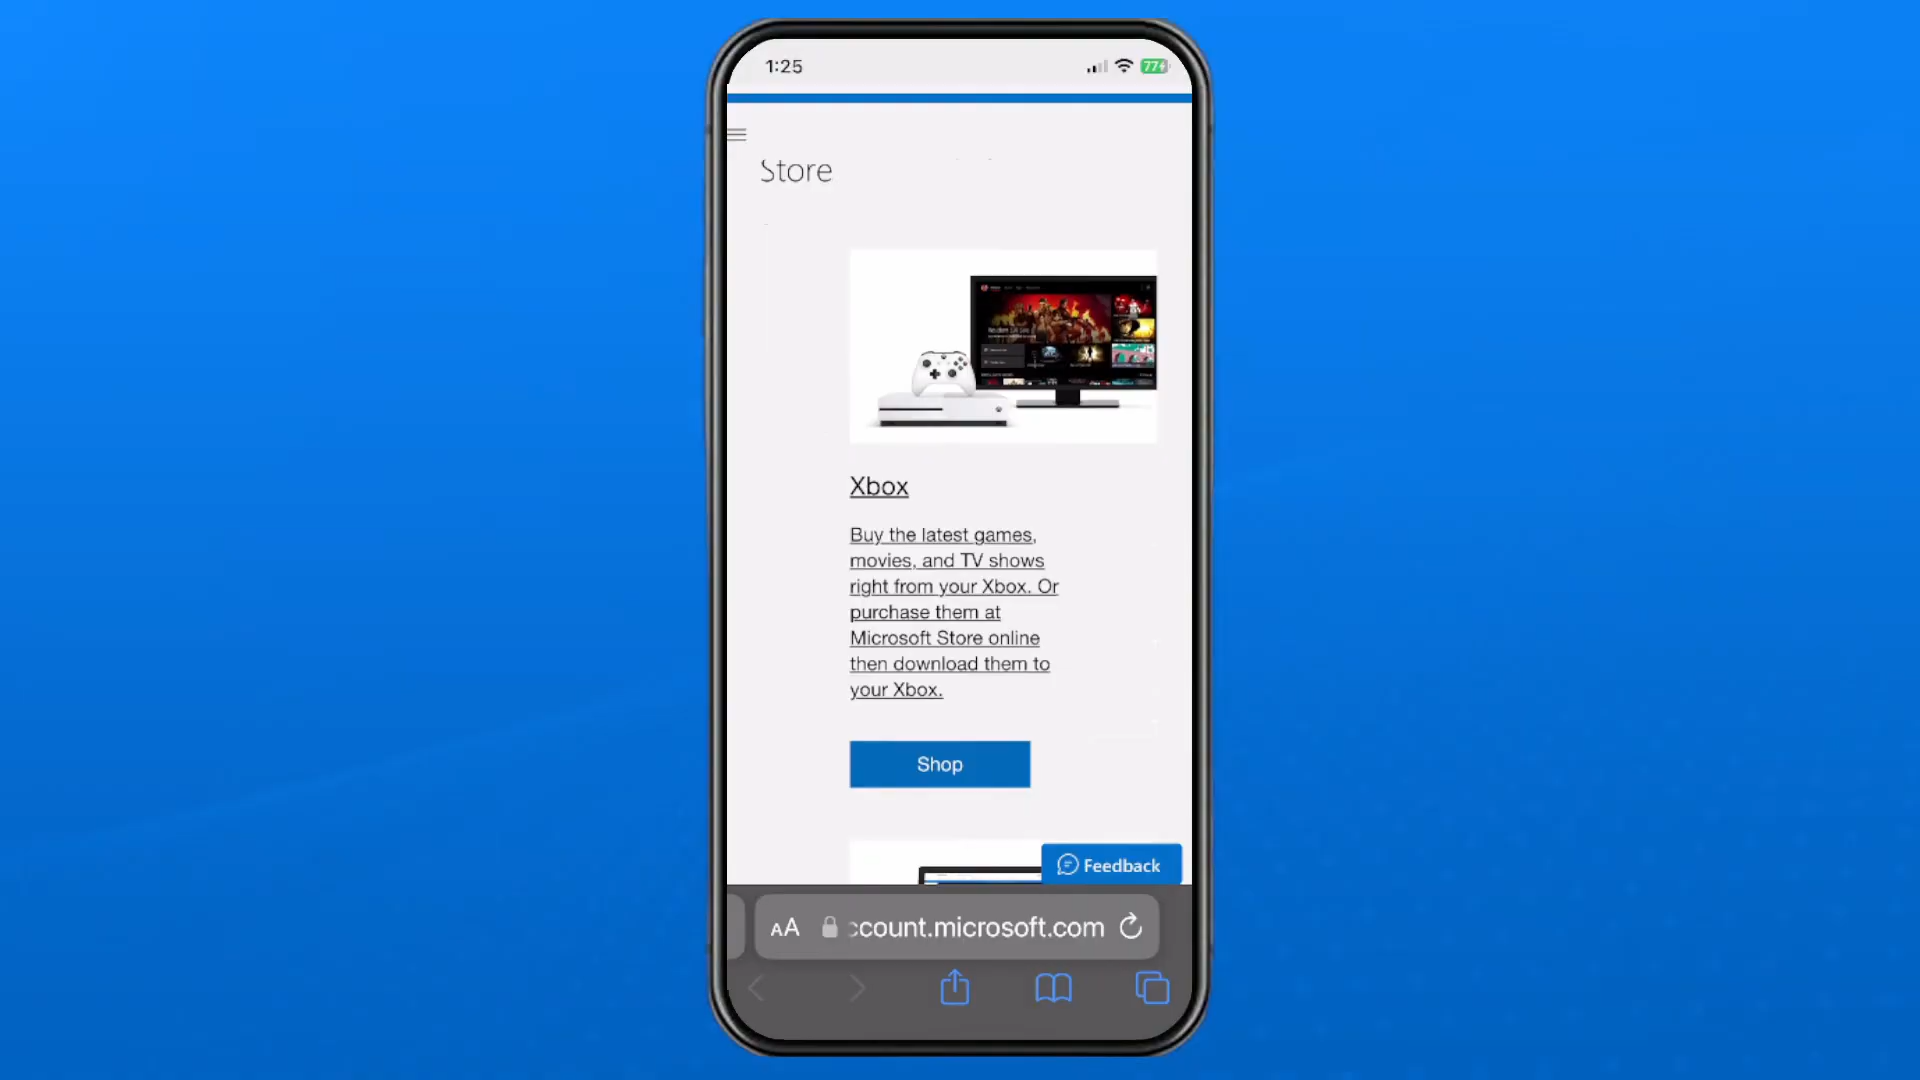 1:25
77
Store
Xbox
Buy the latest games,
movies, and TV shows
right from your Xbox. Or
purchase them at
Microsoft Store online
then download them to
your Xbox.
Shop
Feedback
AA
count.microsoft.com